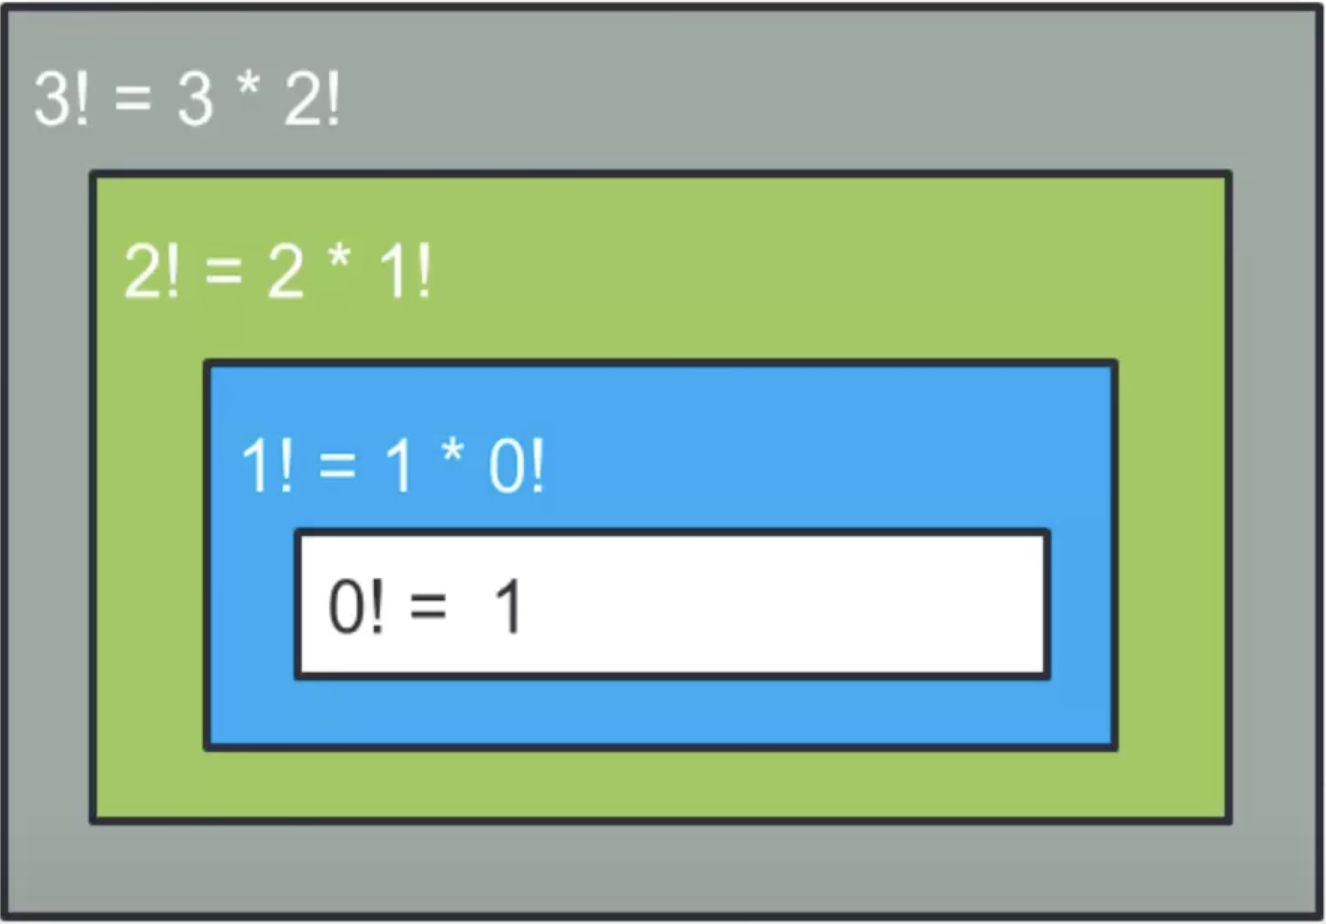 3! = 3 * 2!
2! = 2 * 1!
1! = 1 * 0!
0! = 1